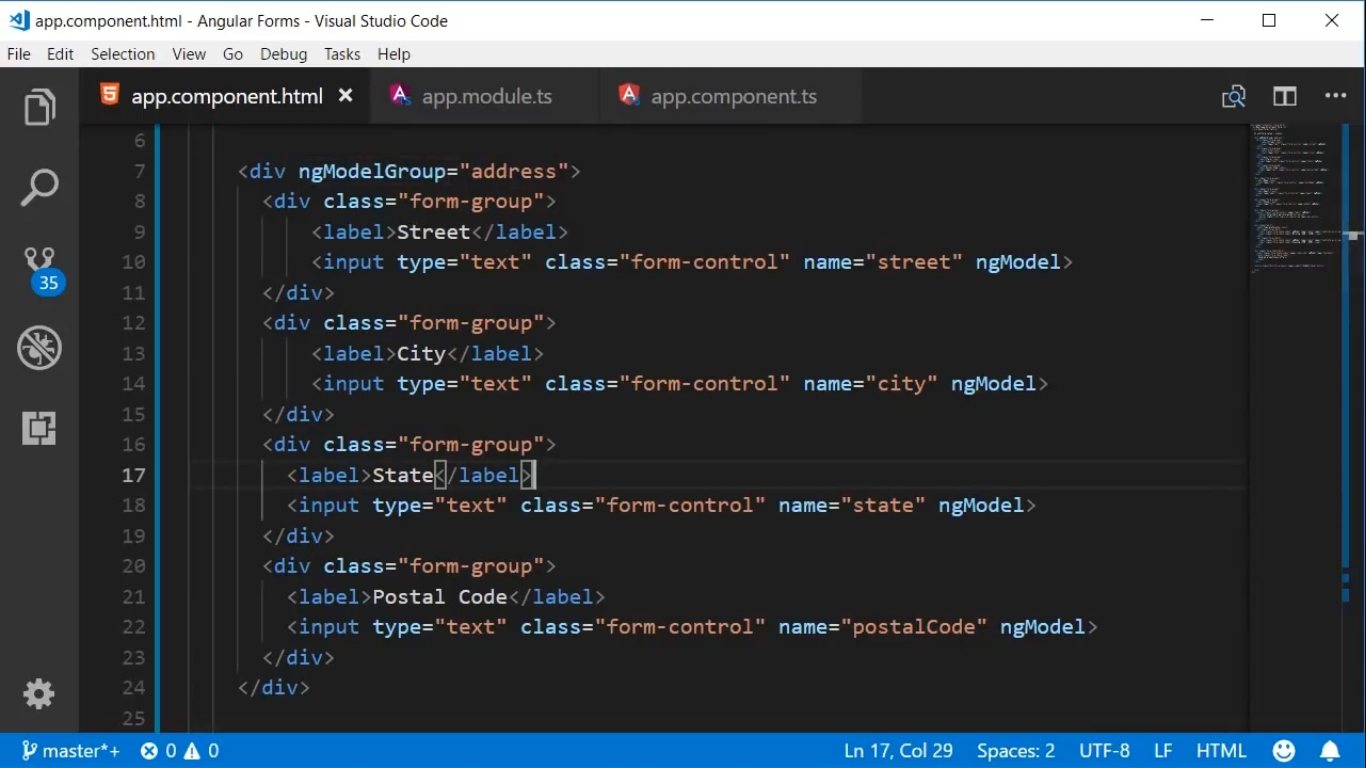 app.component.html - Angular Forms - Visual Studio Code
File Edit Selection View Go Debug Tasks Help
app.component.html app.module.ts app.component.ts
6
7 <div ngModelGroup="address">
8 <div class="form-group">
9 <label>Street</label>
10 <input type="text" class="form-control" name="street" ngModel>
11 </div>
12 <div class="form-group">
13 <label>City</label>
14 <input type="text" class="form-control" name="city" ngModel>
15 </div>
16 <div class="form-group">
17 <label>State</label>
18 <input type="text" class="form-control" name="state" ngModel>
19 </div>
20 <div class="form-group">
21 <label>Postal Code</label>
22 <input type="text" class="form-control" name="postalCode" ngModel>
23 </div>
24 </div>
25
35
master*+ 0 0 Ln 17, Col 29 Spaces: 2 UTF-8 LF HTML